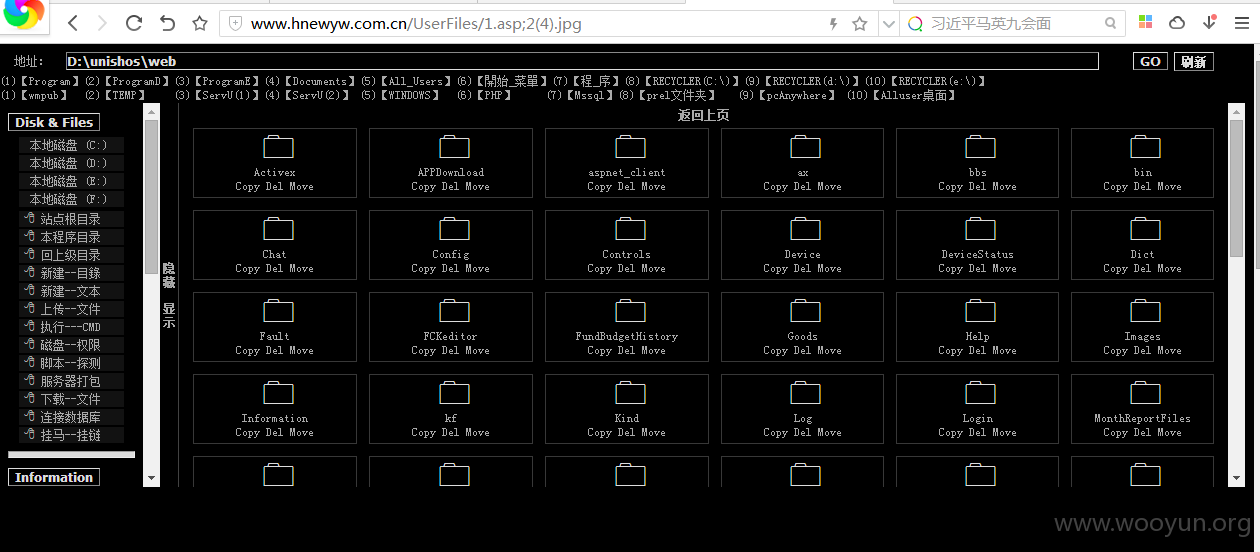 www.hnewyw.com.cn/UserFiles/1.asp;2(4).jpg
习近平马英九会面
地址：
D:\unishos\web
GO
刷新
(1)【Program】(2)【ProgramD】(3)【ProgramE】(4)【Documents】(5)【All_Users】(6)【開始_菜單】(7)【程_序】(8)【RECYCLER(C:\)】(9)【RECYCLER(d:\)】(10)【RECYCLER(e:\)】
(1)【wmpub】 (2)【TEMP】 (3)【ServU(1)】(4)【ServU(2)】 (5)【WINDOWS】 (6)【PHP】 (7)【Mssql】(8)【prel文件夹】 (9)【pcAnywhere】 (10)【Alluser桌面】
Disk & Files
本地磁盘 (C:)
本地磁盘 (D:)
本地磁盘 (E:)
本地磁盘 (F:)
站点根目录
本程序目录
回上级目录
新建--目錄
新建--文本
上传--文件
执行---CMD
磁盘--权限
脚本--探测
服务器打包
下载--文件
连接数据库
挂马--挂链
Information
隐藏
显示
返回上页
Activex APPDownload aspnet_client ax bbs bin
Copy Del Move Copy Del Move Copy Del Move Copy Del Move Copy Del Move Copy Del Move
Chat Config Controls Device DeviceStatus Dict
Copy Del Move Copy Del Move Copy Del Move Copy Del Move Copy Del Move Copy Del Move
Fault FCKeditor FundBudgetHistory Goods Help Images
Copy Del Move Copy Del Move Copy Del Move Copy Del Move Copy Del Move Copy Del Move
Information kf Kind Log Login MonthReportFiles
Copy Del Move Copy Del Move Copy Del Move Copy Del Move Copy Del Move Copy Del Move
www.wooyun.org